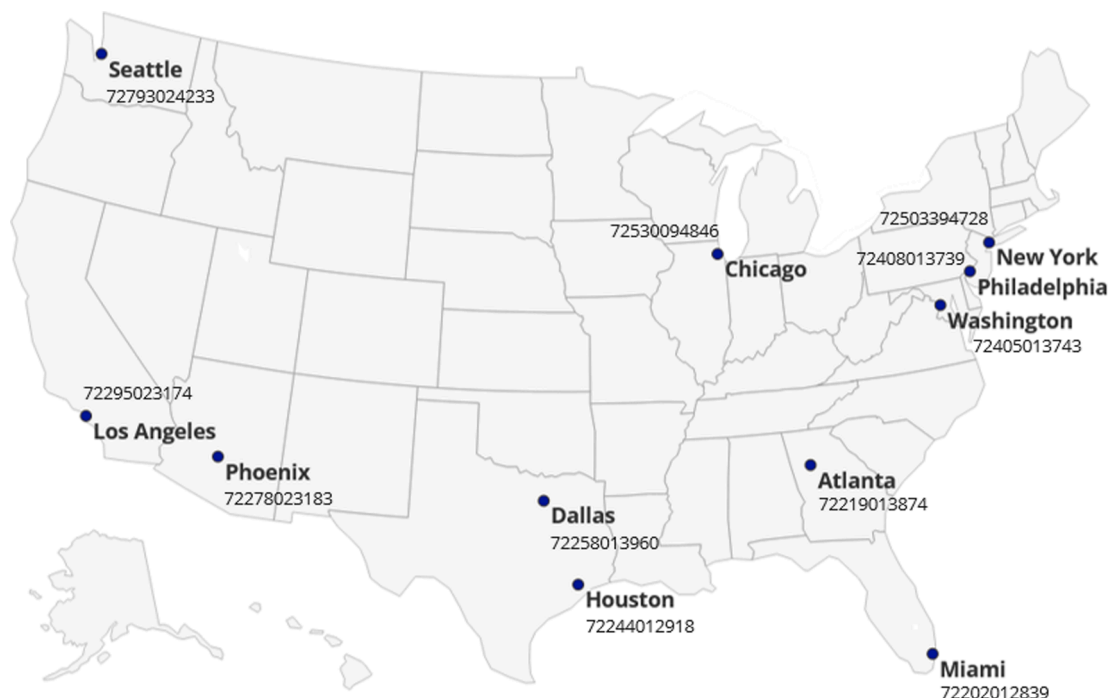 Seattle
72793024233
72503394728
72530094846
New York
72408013739
Chicago
Philadelphia
Washington
72405013743
72295023174
Los Angeles
Phoenix
72278023183
Atlanta
72219013874
Dallas
72258013960
Houston
72244012918
Miami
72202012839